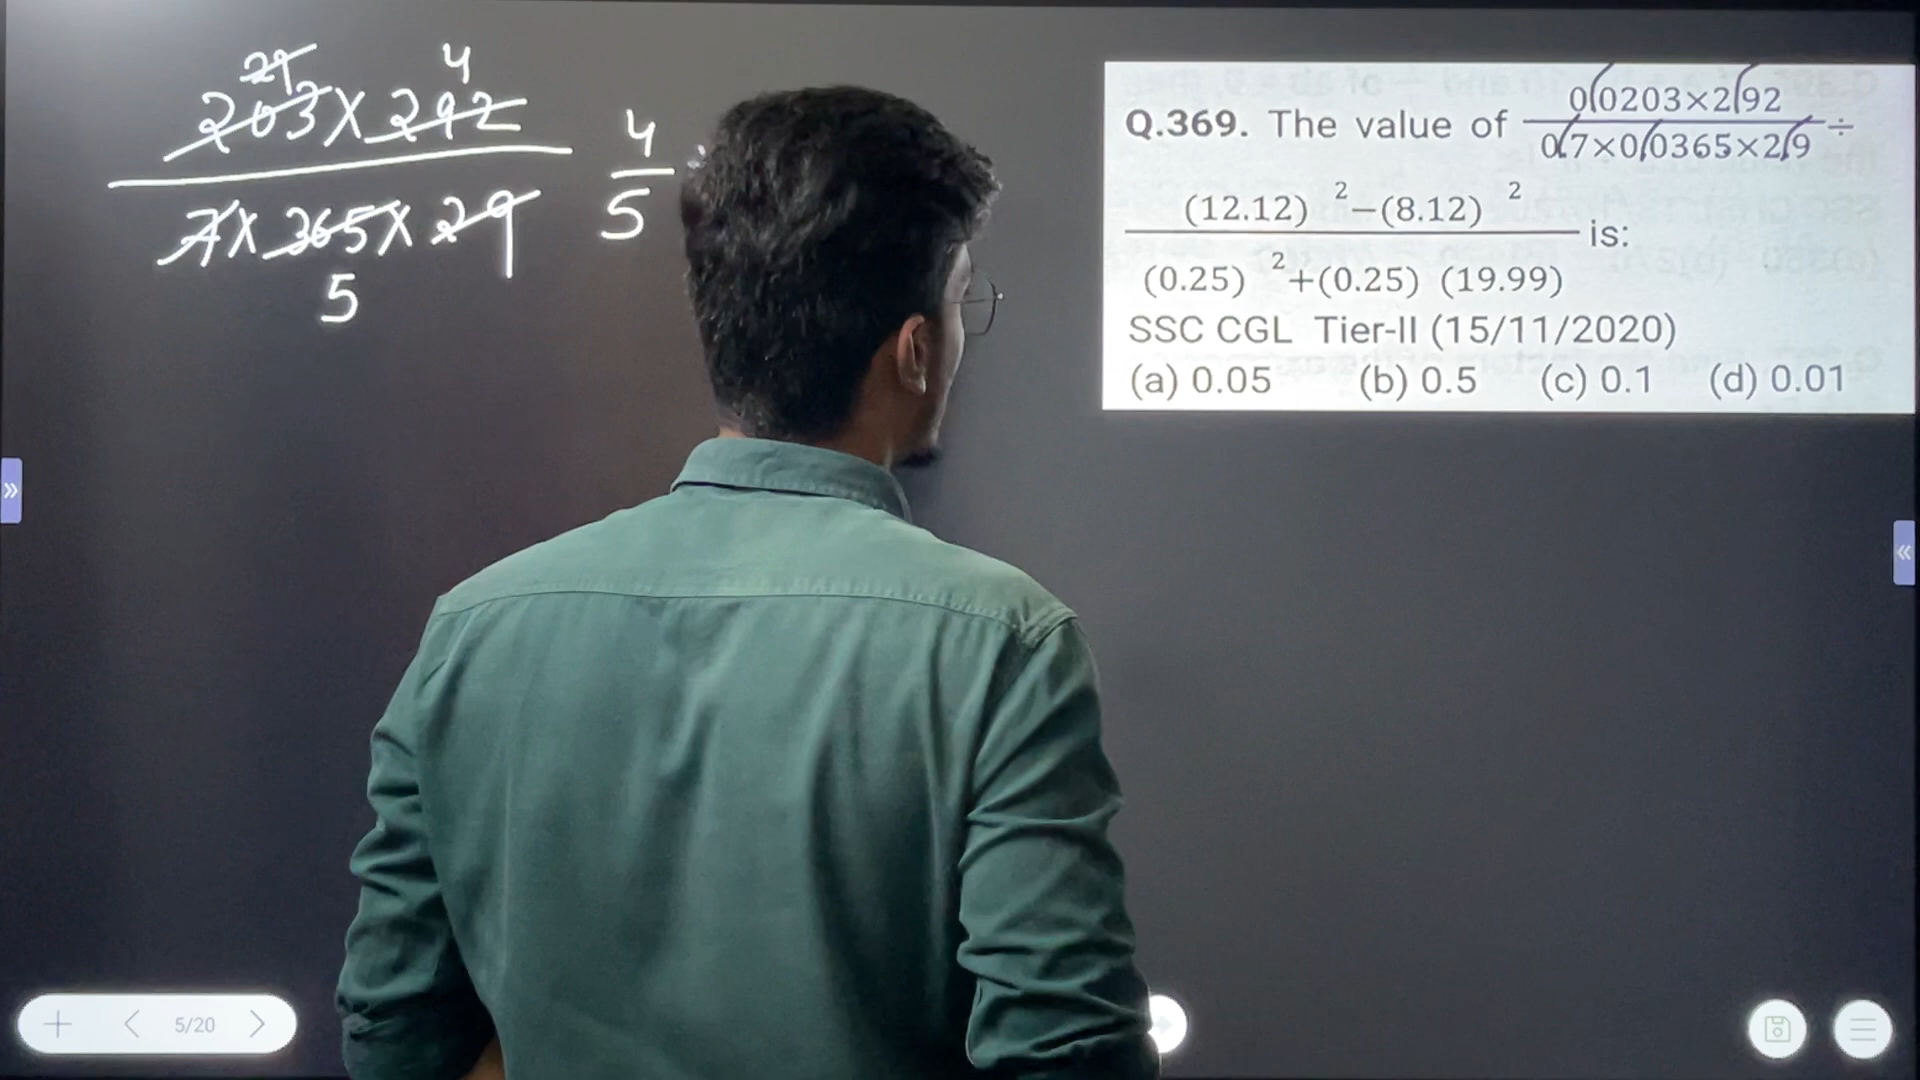 29 4
203 X 292
7 X 365 X 29
5
4
5
Q.369. The value of 0.0203×2.92 ÷
0.7×0.0365×2.9
(12.12) 2−(8.12) 2
is:
(0.25) 2+(0.25) (19.99)
SSC CGL Tier-II (15/11/2020)
(a) 0.05 (b) 0.5 (c) 0.1 (d) 0.01
5/20